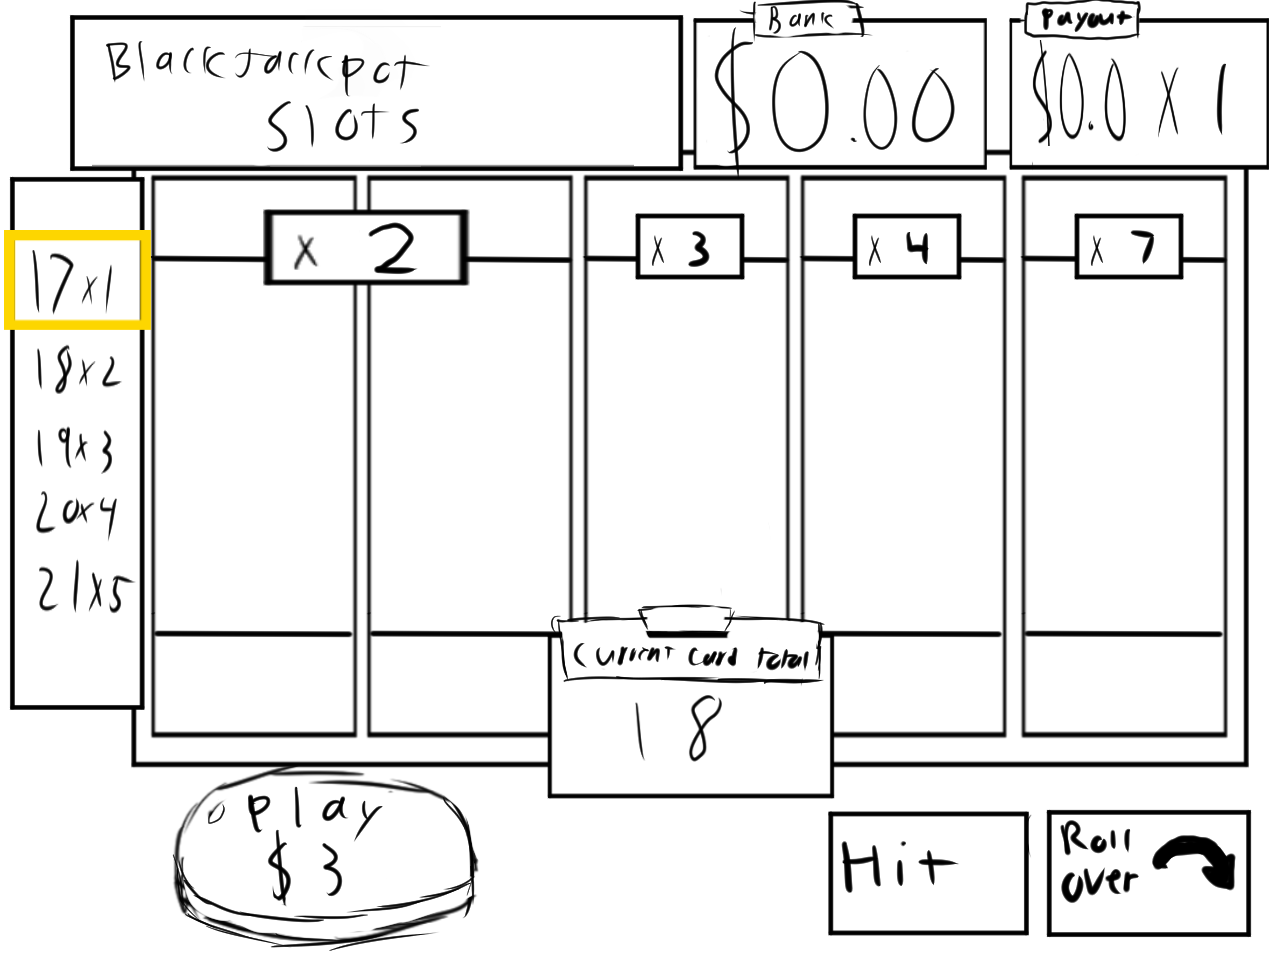 Blackjackpot
Slots
Bank
$0.00
Payout
$0.0 x 1
17x1
18x2
19x3
20x4
21x5
x 2
x 3
x 4
x 7
Current Card total
18
play
$3
Hit
Roll
over